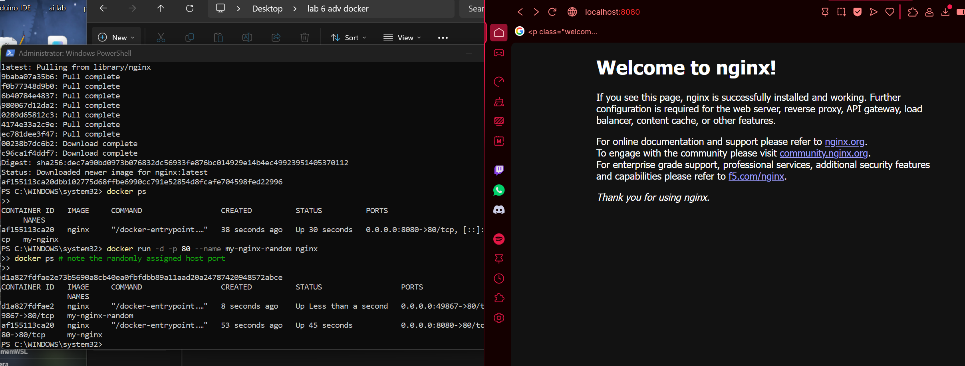 duino_IDE
ai lab
Desktop
lab 6 adv docker
Sear
New
Sort
View
Administrator: Windows PowerShell
latest: Pulling from library/nginx
9baba07a35b6: Pull complete
f0b77348d9b0: Pull complete
6b40784e4837: Pull complete
980067d12da2: Pull complete
0289d65812c3: Pull complete
4174e33a2c9e: Pull complete
ec781dee3f47: Pull complete
00238b7dc6b2: Download complete
c96ca1f4ddf7: Download complete
Digest: sha256:dec7a90bd0973b076832dc56933fe876bc014929e14b4ec49923951405370112
Status: Downloaded newer image for nginx:latest
af155113ca20dbb102775d68ffbe6990cc791e52854d8fcafe704598fed22996
PS C:\WINDOWS\system32> docker ps
>>
CONTAINER ID IMAGE COMMAND CREATED STATUS PORTS
NAMES
af155113ca20 nginx "/docker-entrypoint.…" 38 seconds ago Up 30 seconds 0.0.0.0:8080->80/tcp, [::]:
cp my-nginx
PS C:\WINDOWS\system32> docker run -d -p 80 --name my-nginx-random nginx
>> docker ps # note the randomly assigned host port
>>
d1a827fdfae2e73b5690a8cb40ea0fbfdbb89a11aad20a24787420948572abce
CONTAINER ID IMAGE COMMAND CREATED STATUS PORTS
NAMES
d1a827fdfae2 nginx "/docker-entrypoint.…" 8 seconds ago Up Less than a second 0.0.0.0:49867->80/t
9867->80/tcp my-nginx-random
af155113ca20 nginx "/docker-entrypoint.…" 53 seconds ago Up 45 seconds 0.0.0.0:8080->80/tc
80->80/tcp my-nginx
PS C:\WINDOWS\system32>
memWSL
localhost:8080
<p class="welcom...
Welcome to nginx!
If you see this page, nginx is successfully installed and working. Further
configuration is required for the web server, reverse proxy, API gateway, load
balancer, content cache, or other features.
For online documentation and support please refer to nginx.org.
To engage with the community please visit community.nginx.org.
For enterprise grade support, professional services, additional security features
and capabilities please refer to f5.com/nginx.
Thank you for using nginx.